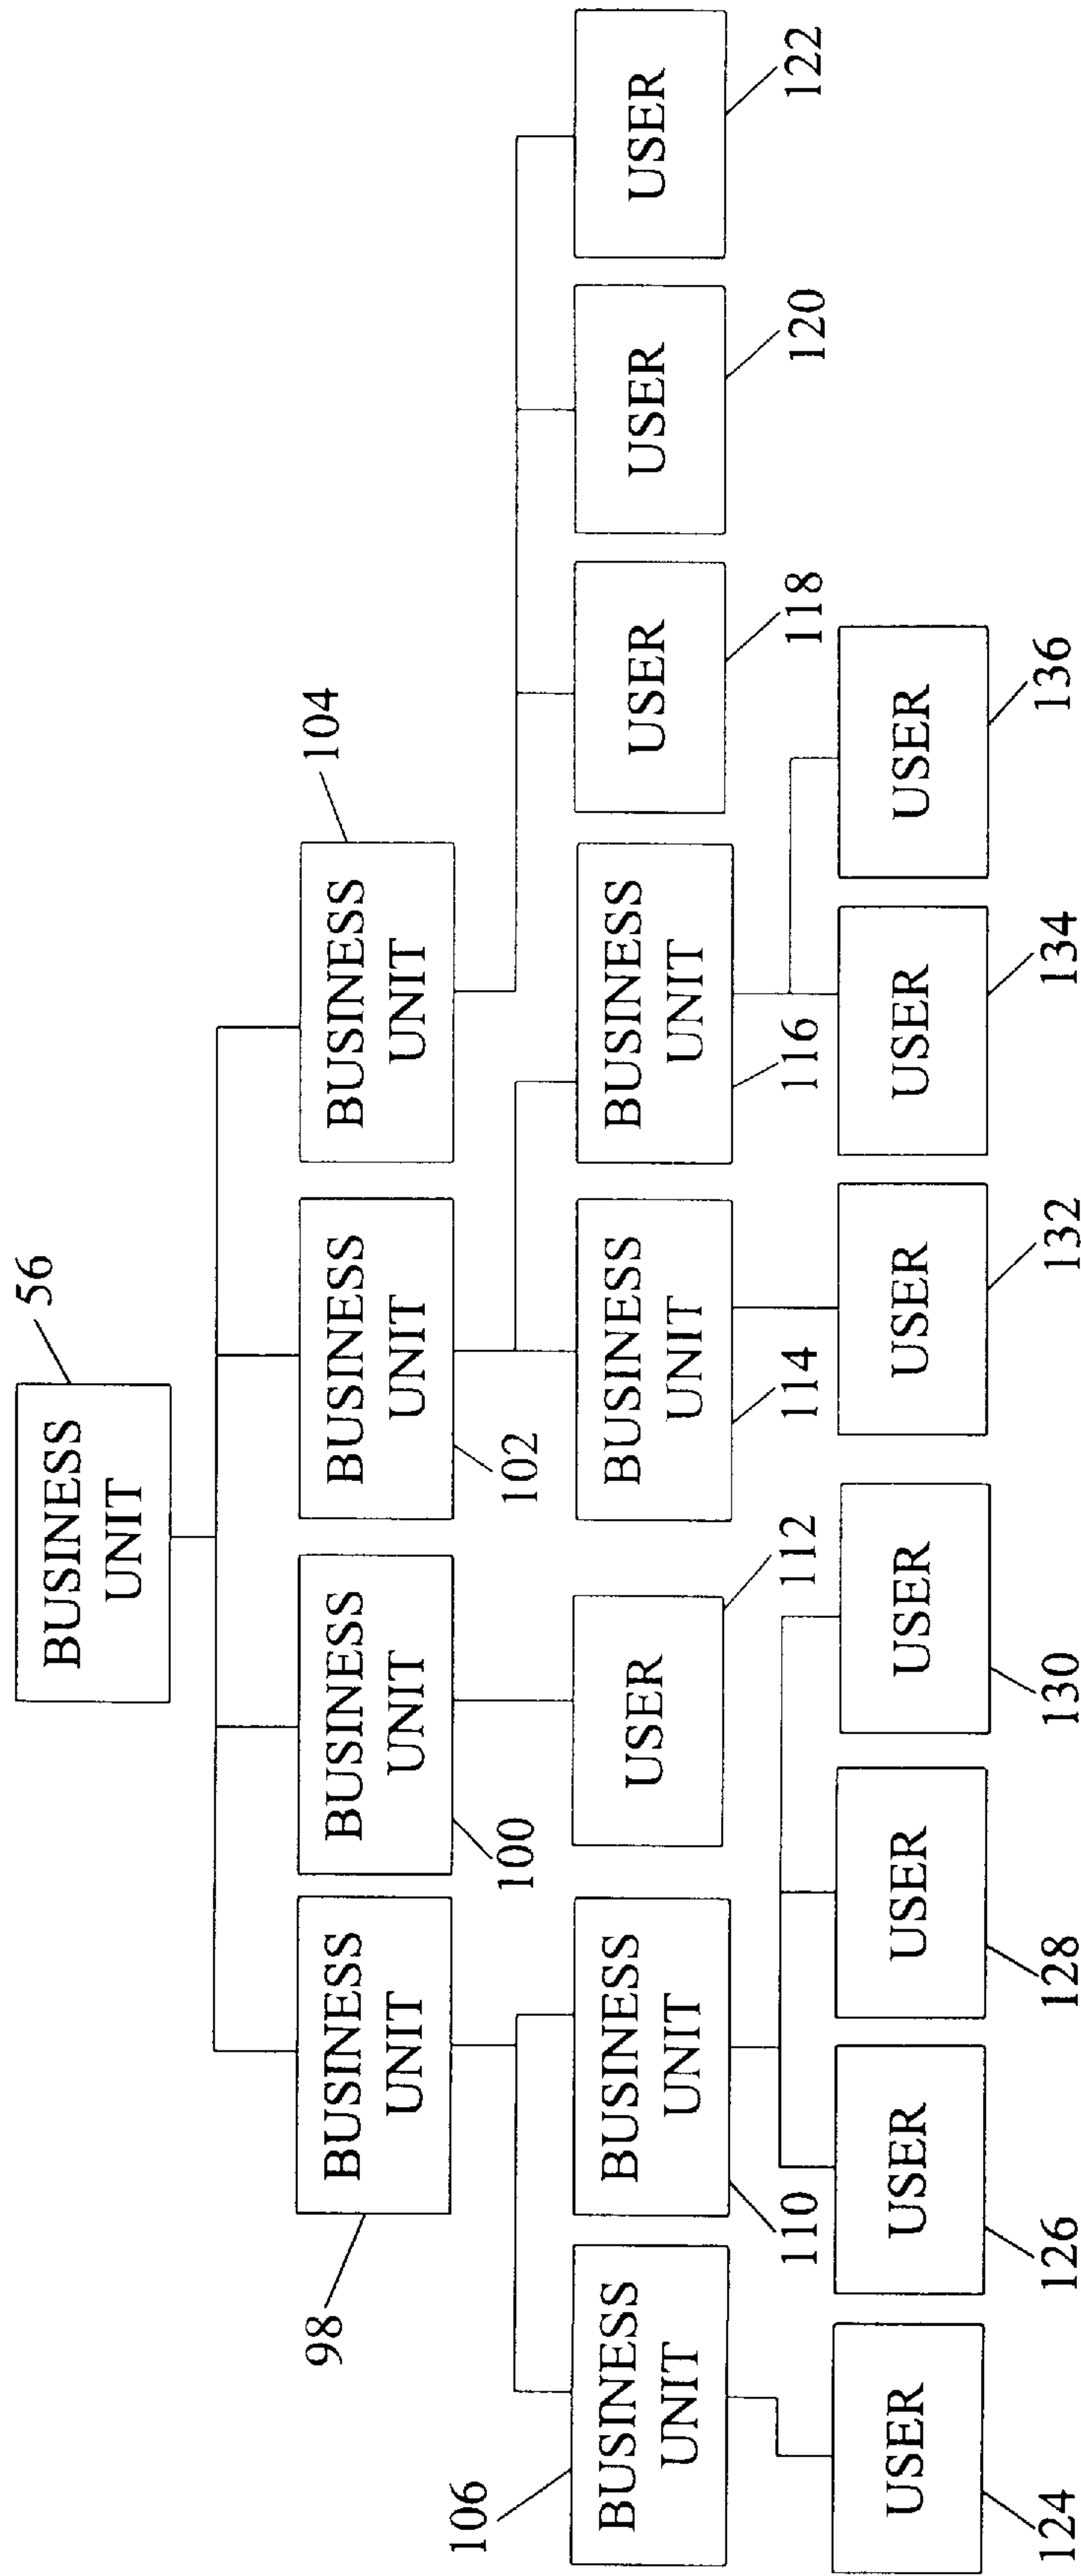 BUSINESS
UNIT
56
BUSINESS
UNIT
98
BUSINESS
UNIT
100
BUSINESS
UNIT
102
BUSINESS
UNIT
104
BUSINESS
UNIT
106
BUSINESS
UNIT
110
USER
112
BUSINESS
UNIT
114
BUSINESS
UNIT
116
USER
118
USER
120
USER
122
USER
124
USER
126
USER
128
USER
130
USER
132
USER
134
USER
136